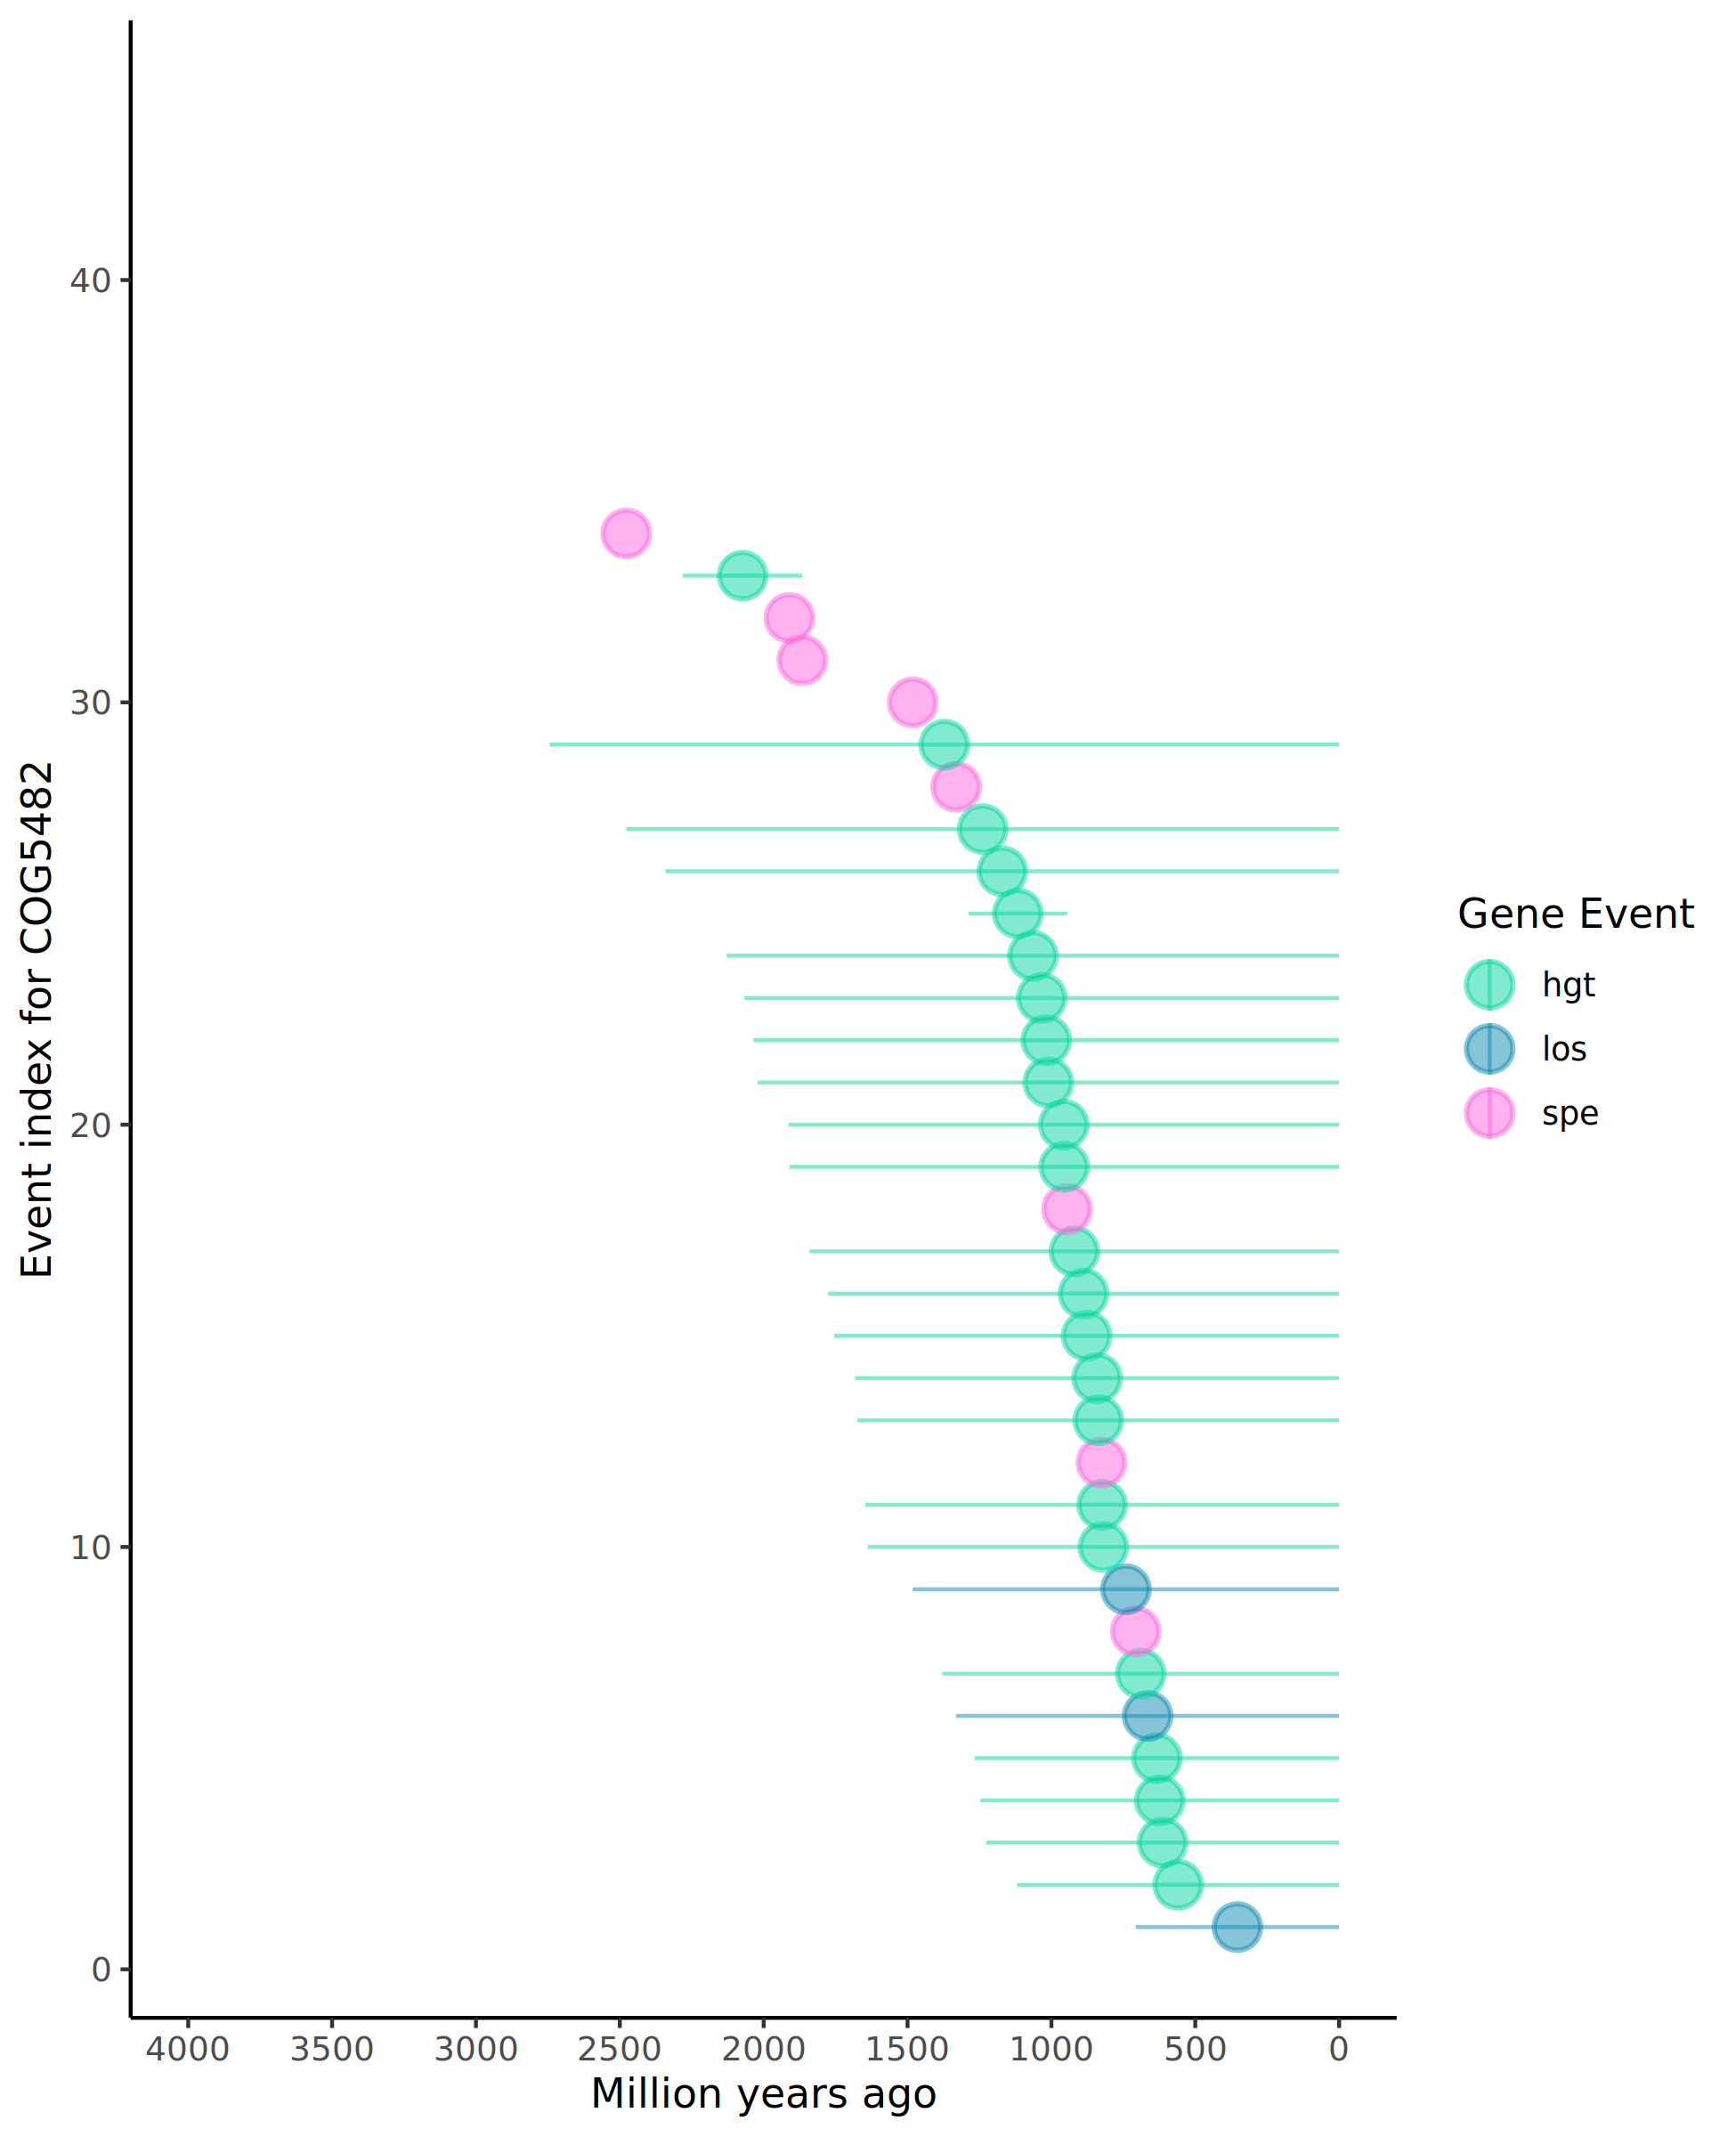 Event index for COG5482
40
30
20
10
0
4000 3500 3000 2500 2000 1500 1000 500 0
Million years ago
Gene Event
hgt
los
spe